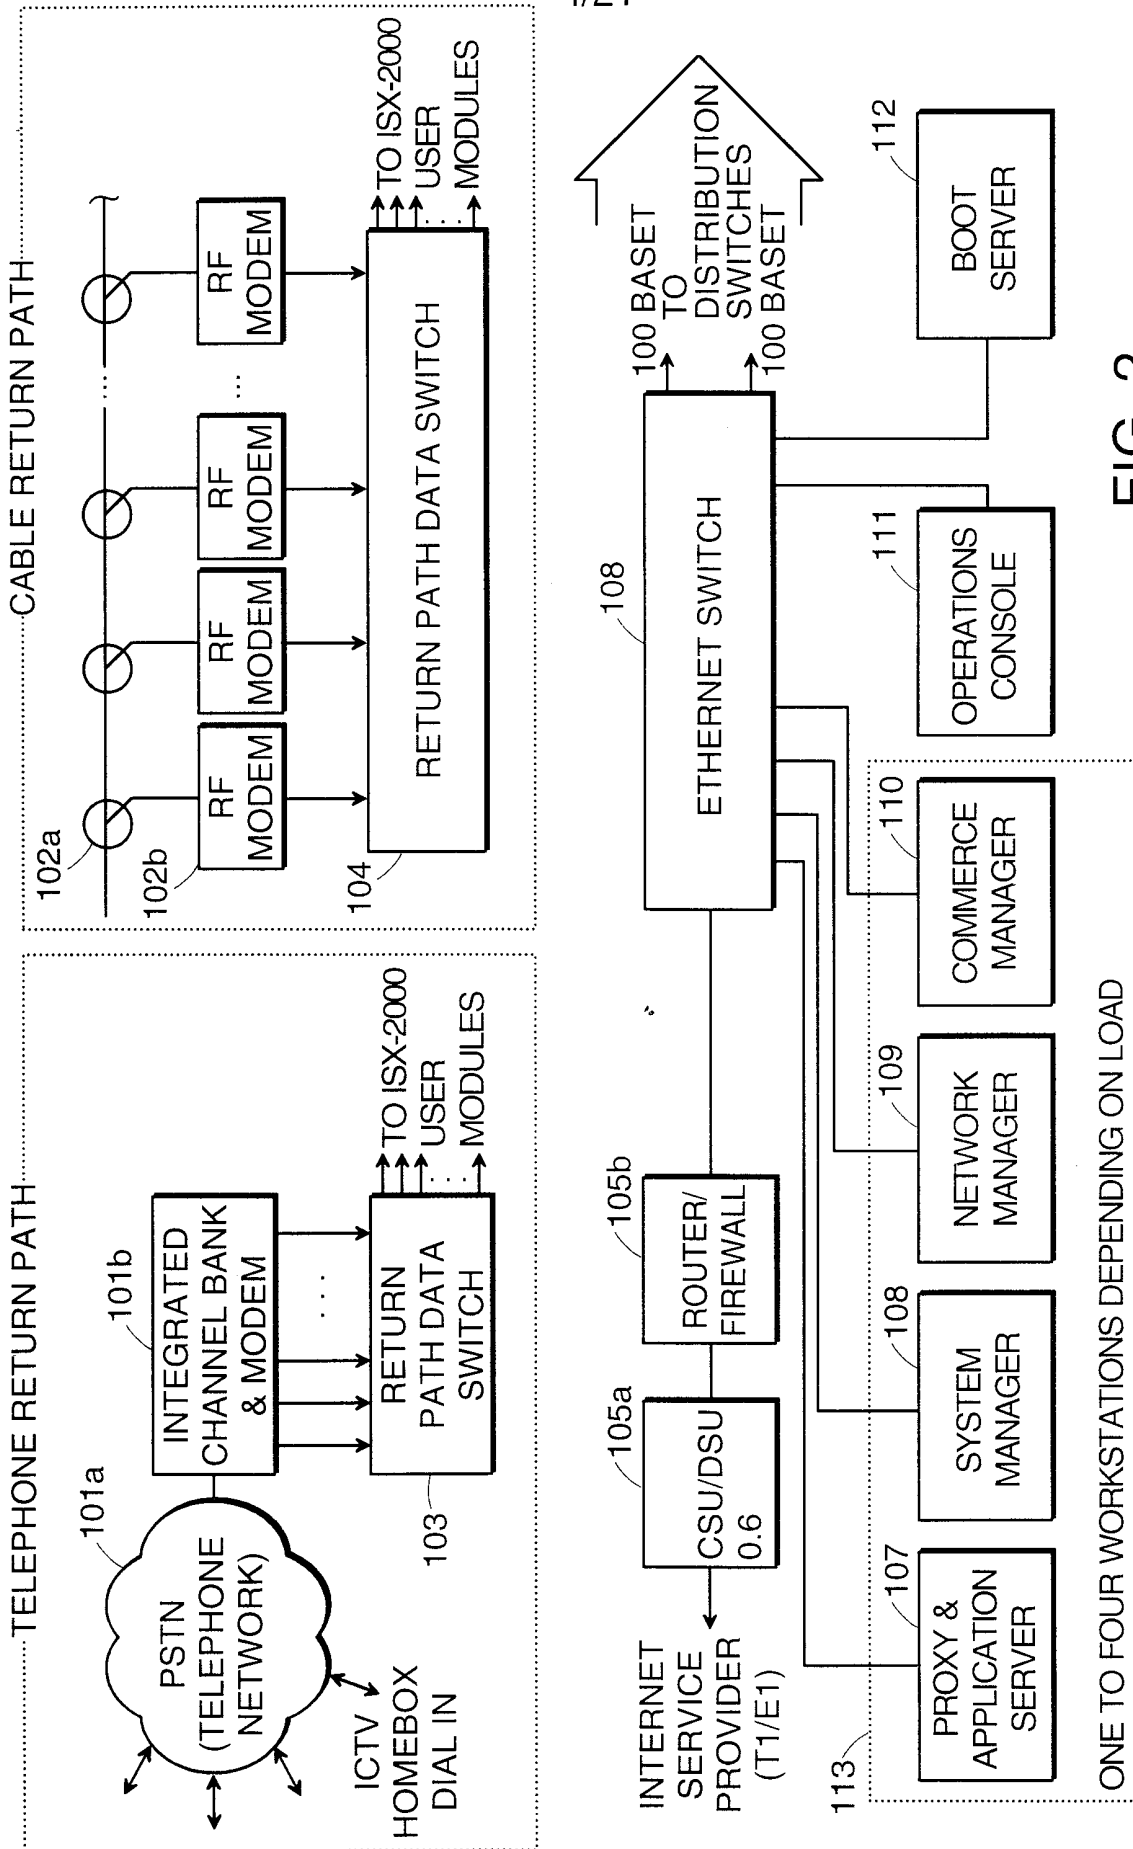 TELEPHONE RETURN PATH
101a
PSTN
(TELEPHONE
NETWORK)
ICTV
HOMEBOX
DIAL IN
101b
INTEGRATED
CHANNEL BANK
& MODEM
. . .
103
RETURN
PATH DATA
SWITCH
TO ISX-2000
USER
MODULES
CABLE RETURN PATH
102a
102b
RF
MODEM
RF
MODEM
RF
MODEM
...
RF
MODEM
104
RETURN PATH DATA SWITCH
TO ISX-2000
USER
MODULES
INTERNET
SERVICE
PROVIDER
(T1/E1)
105a
CSU/DSU
0.6
105b
ROUTER/
FIREWALL
108
ETHERNET SWITCH
100 BASET
TO
DISTRIBUTION
SWITCHES
100 BASET
113
107
PROXY &
APPLICATION
SERVER
108
SYSTEM
MANAGER
109
NETWORK
MANAGER
110
COMMERCE
MANAGER
111
OPERATIONS
CONSOLE
112
BOOT
SERVER
ONE TO FOUR WORKSTATIONS DEPENDING ON LOAD